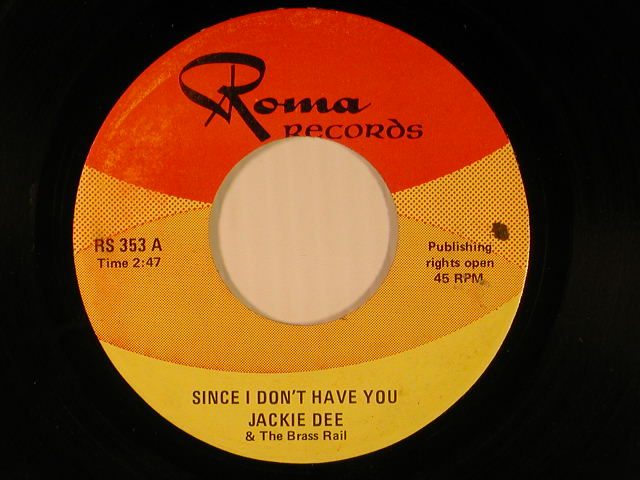 Roma
RECORDS
RS 353 A
Time 2:47
Publishing
rights open
45 RPM
SINCE I DON'T HAVE YOU
JACKIE DEE
& The Brass Rail